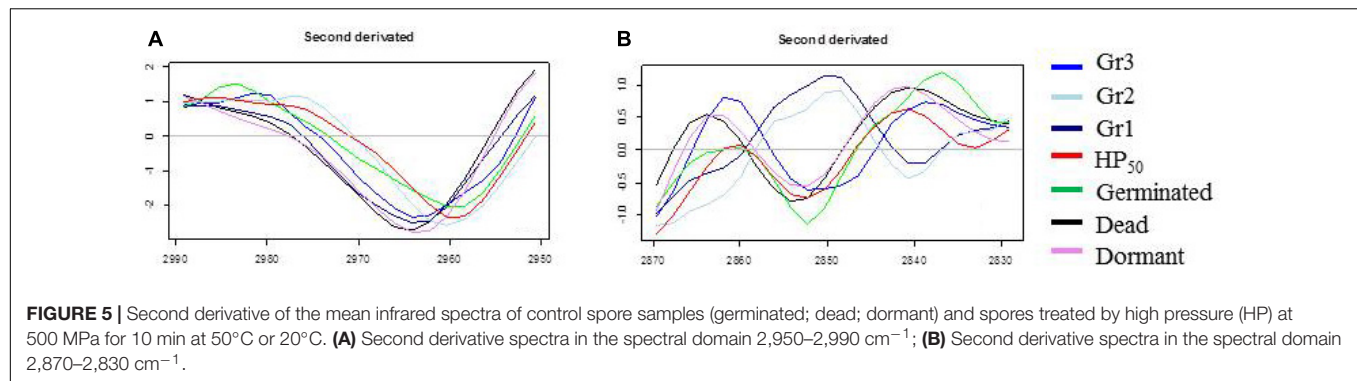 A
Second derivated
2
1
0
-1
-2
2990
2980
2970
2960
2950
B
Second derivated
1.0
0.5
0.0
-0.5
-1.0
2870
2860
2850
2840
2830
Gr3
Gr2
Gr1
HP50
Germinated
Dead
Dormant
FIGURE 5 | Second derivative of the mean infrared spectra of control spore samples (germinated; dead; dormant) and spores treated by high pressure (HP) at
500 MPa for 10 min at 50°C or 20°C. (A) Second derivative spectra in the spectral domain 2,950–2,990 cm−1; (B) Second derivative spectra in the spectral domain
2,870–2,830 cm−1.